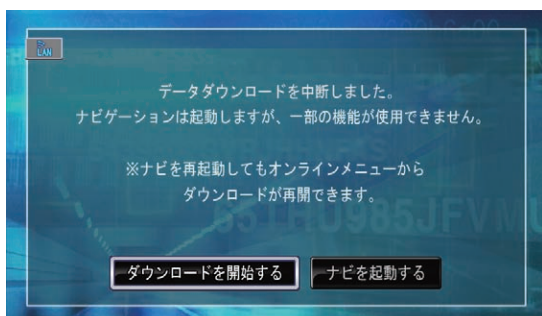 LAN
データダウンロードを中断しました。
ナビゲーションは起動しますが、一部の機能が使用できません。
※ナビを再起動してもオンラインメニューから
ダウンロードが再開できます。
651HU985JFVMU
ダウンロードを開始する
ナビを起動する